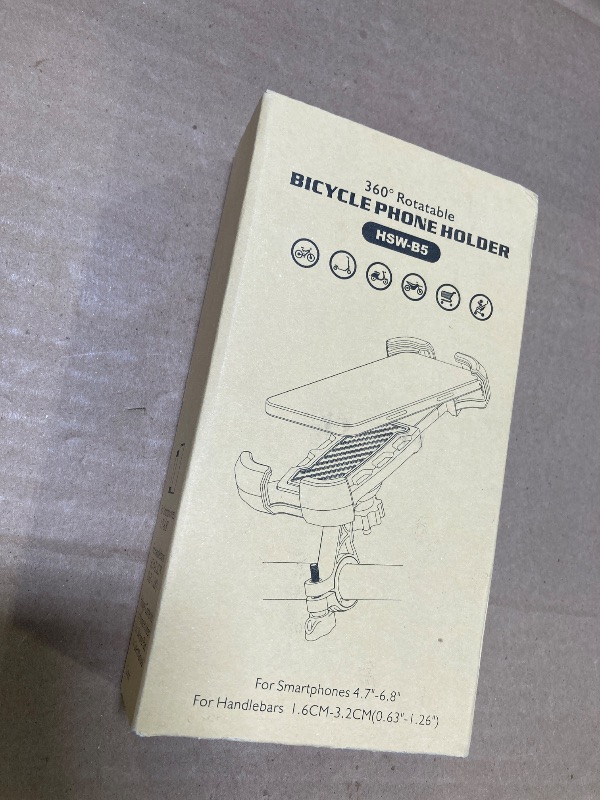 360° Rotatable
BICYCLE PHONE HOLDER
HSW-B5
For Smartphones 4.7"-6.8"
For Handlebars 1.6CM-3.2CM(0.63"-1.26")